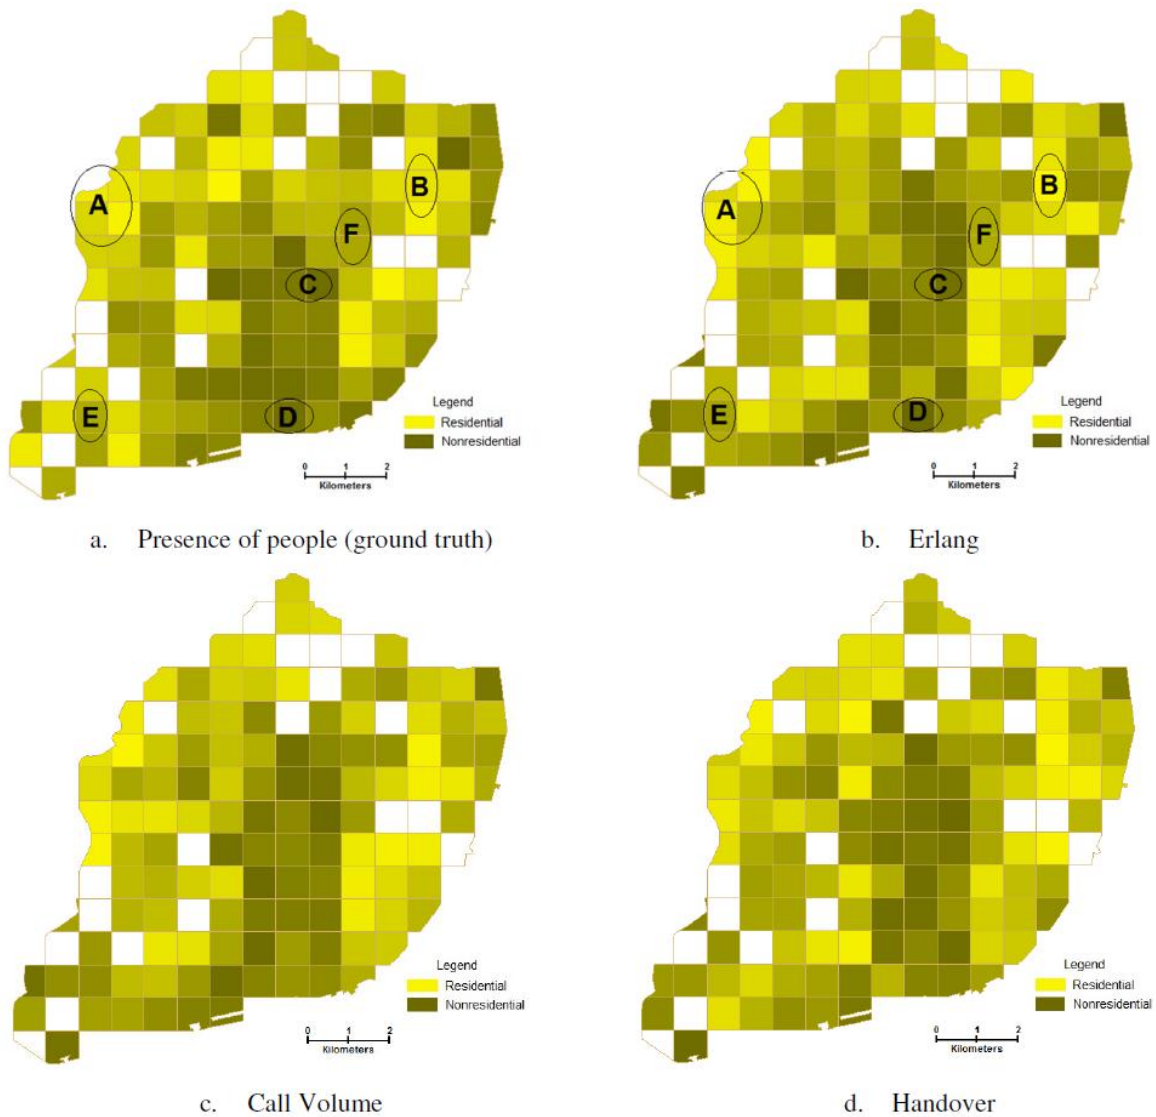 A
B
F
C
E
D
Legend
Residential
Nonresidential
0 1 2
Kilometers
a. Presence of people (ground truth)
A
B
F
C
E
D
Legend
Residential
Nonresidential
0 1 2
Kilometers
b. Erlang
Legend
Residential
Nonresidential
0 1 2
Kilometers
c. Call Volume
Legend
Residential
Nonresidential
0 1 2
Kilometers
d. Handover